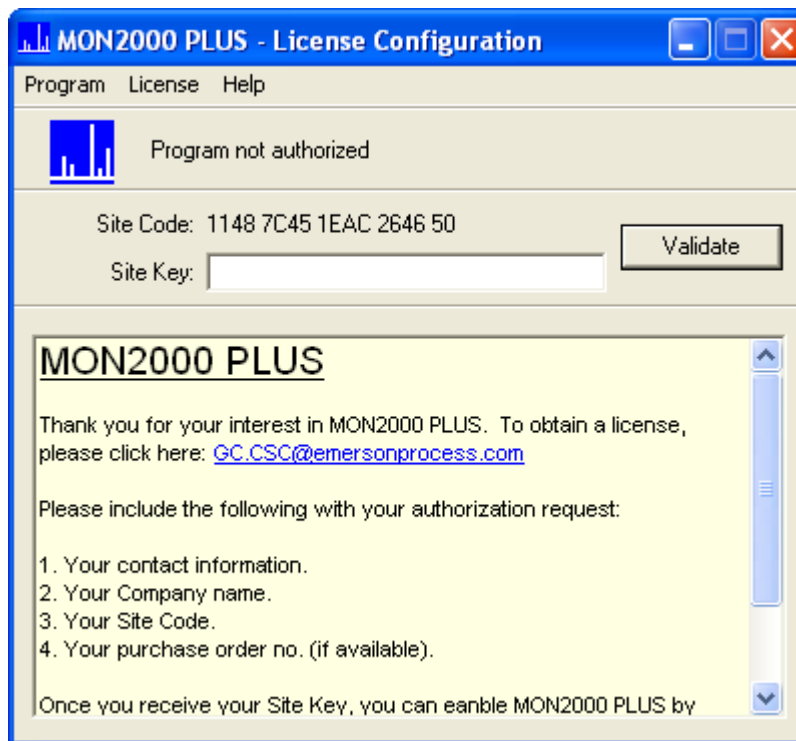 MON2000 PLUS - License Configuration
Program License Help
Program not authorized
Site Code: 1148 7C45 1EAC 2646 50
Validate
Site Key:
MON2000 PLUS
Thank you for your interest in MON2000 PLUS. To obtain a license,
please click here: GC.CSC@emersonprocess.com
Please include the following with your authorization request:
1. Your contact information.
2. Your Company name.
3. Your Site Code.
4. Your purchase order no. (if available).
Once you receive your Site Key, you can eanble MON2000 PLUS by